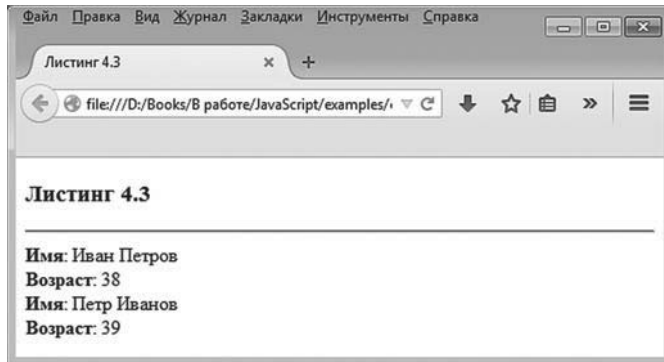 Файл Правка Вид Журнал Закладки Инструменты Справка
Листинг 4.3
file:///D:/Books/В работе/JavaScript/examples/
Листинг 4.3
Имя: Иван Петров
Возраст: 38
Имя: Петр Иванов
Возраст: 39